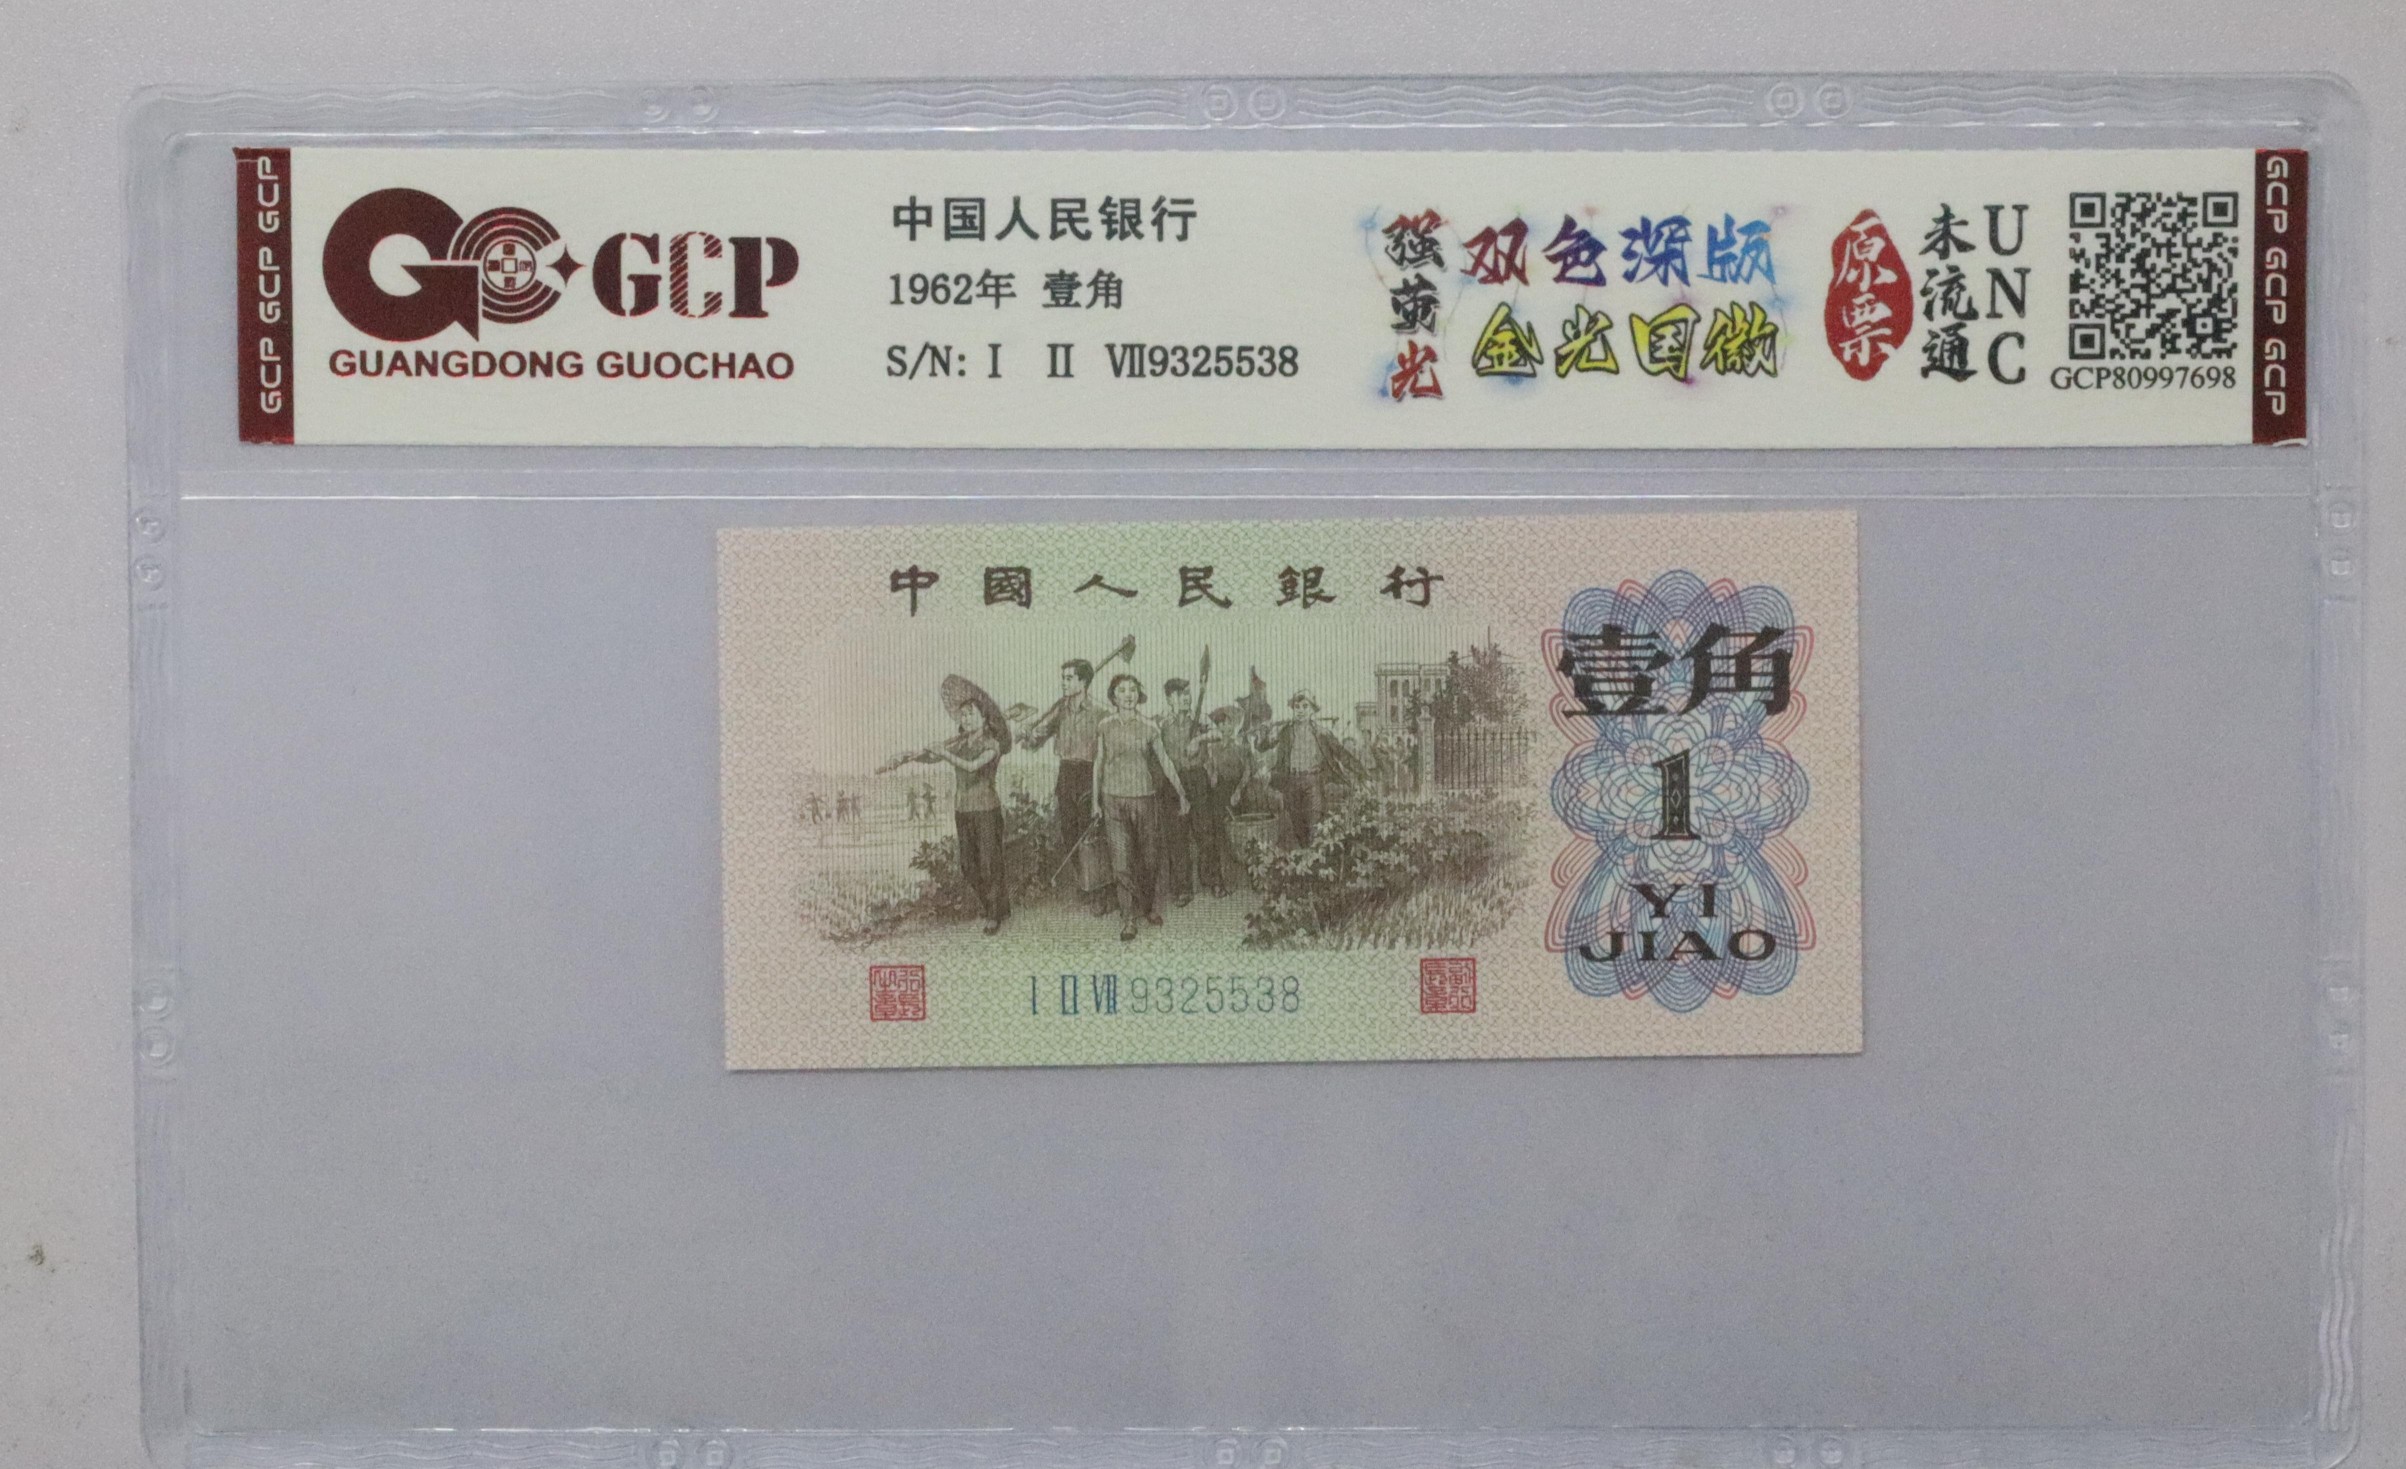 GCP GCP GCP
GCP
GUANGDONG GUOCHAO
中国人民银行
1962年 壹角
S/N: I II VII9325538
强荧光
双色深版
金光国徽
原票
未流通
UNC
GCP80997698
GCP GCP GCP
中國人民銀行
壹角
1
YI
JIAO
I II VII 9325538